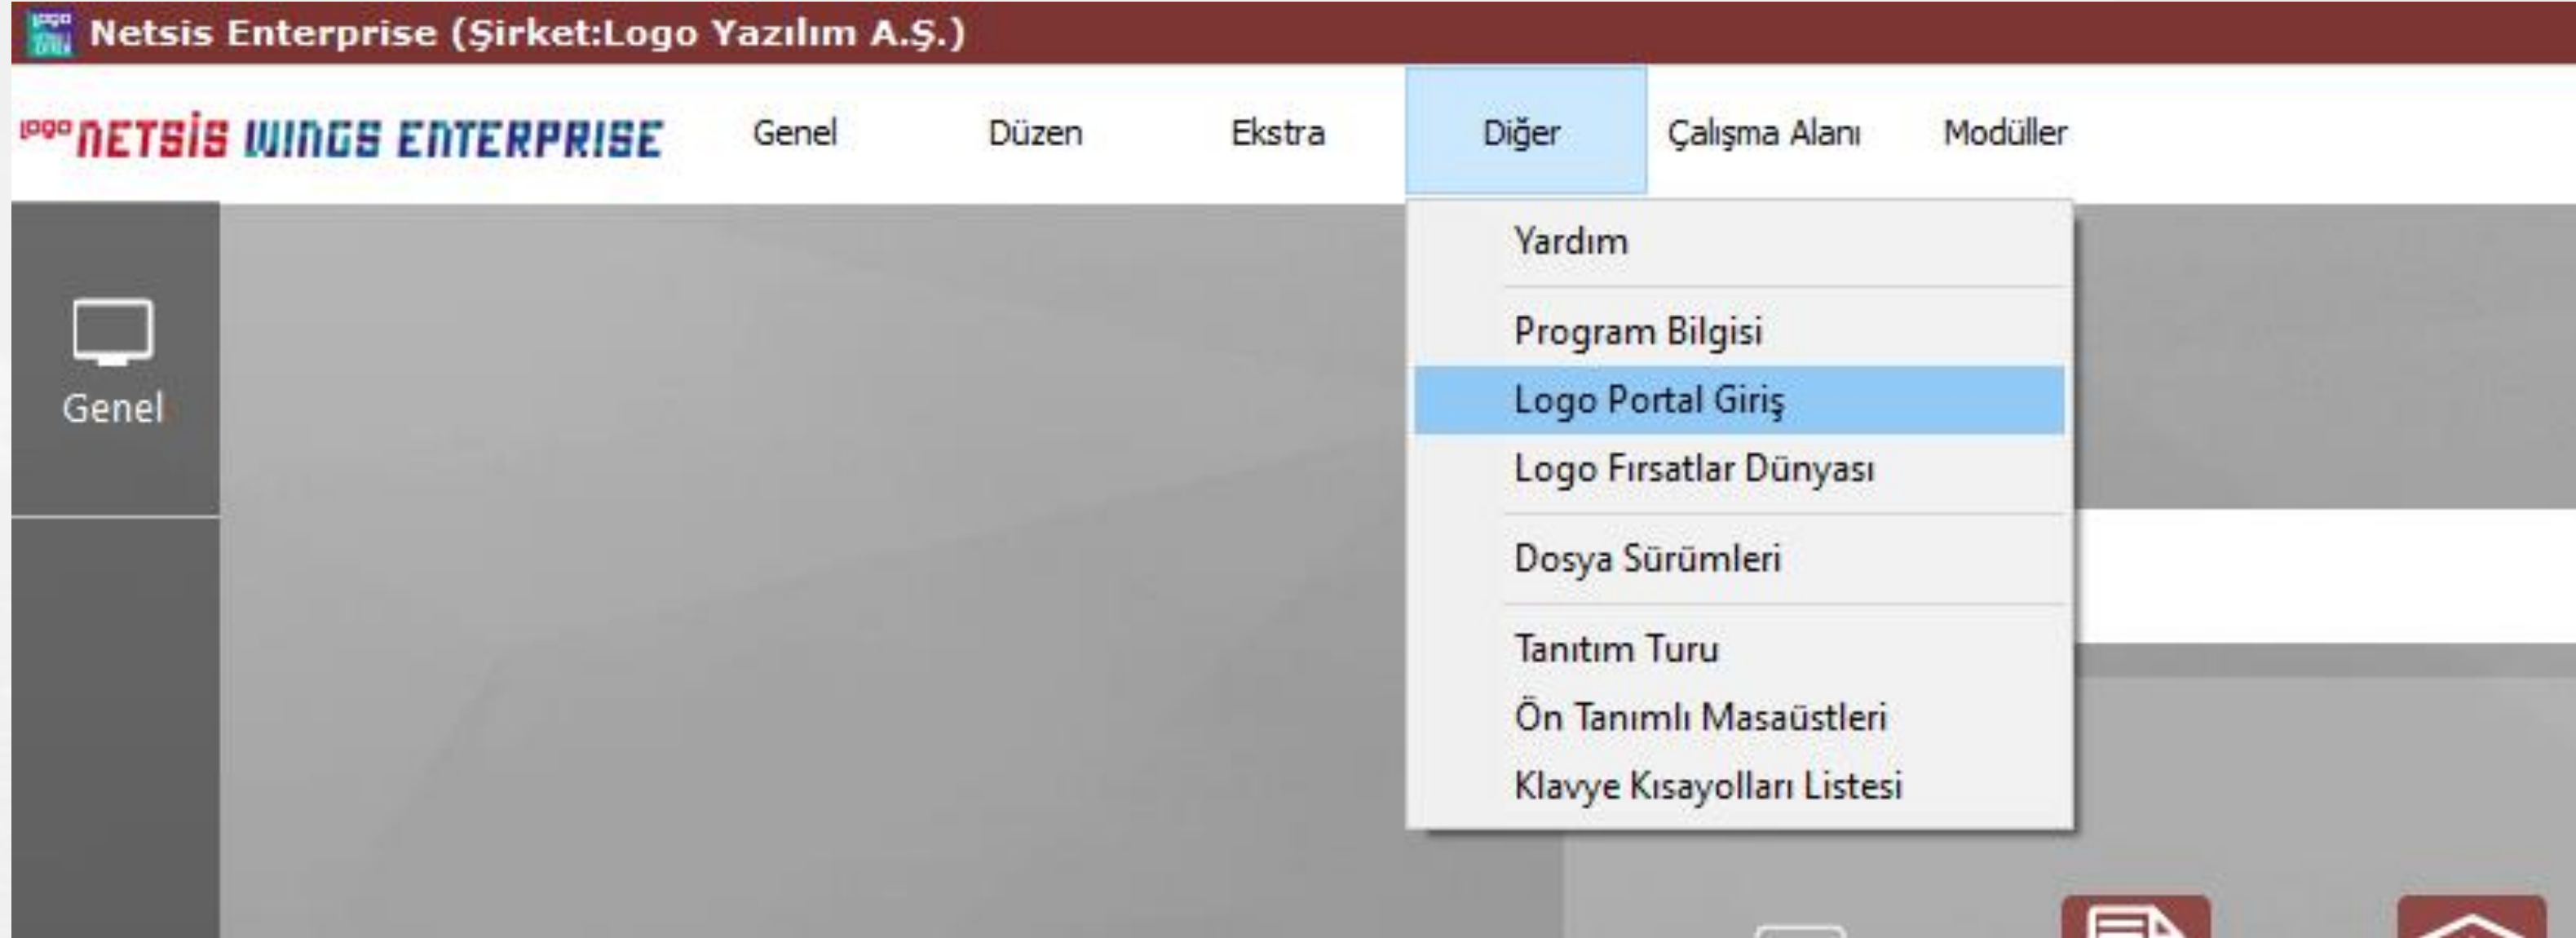 Netsis Enterprise (Şirket:Logo Yazılım A.Ş.)
logo NETSİS WINGS ENTERPRISE Genel Düzen Ekstra Diğer Çalışma Alanı Modüller
Yardım
Program Bilgisi
Logo Portal Giriş
Genel
Logo Fırsatlar Dünyası
Dosya Sürümleri
Tanıtım Turu
Ön Tanımlı Masaüstleri
Klavye Kısayolları Listesi